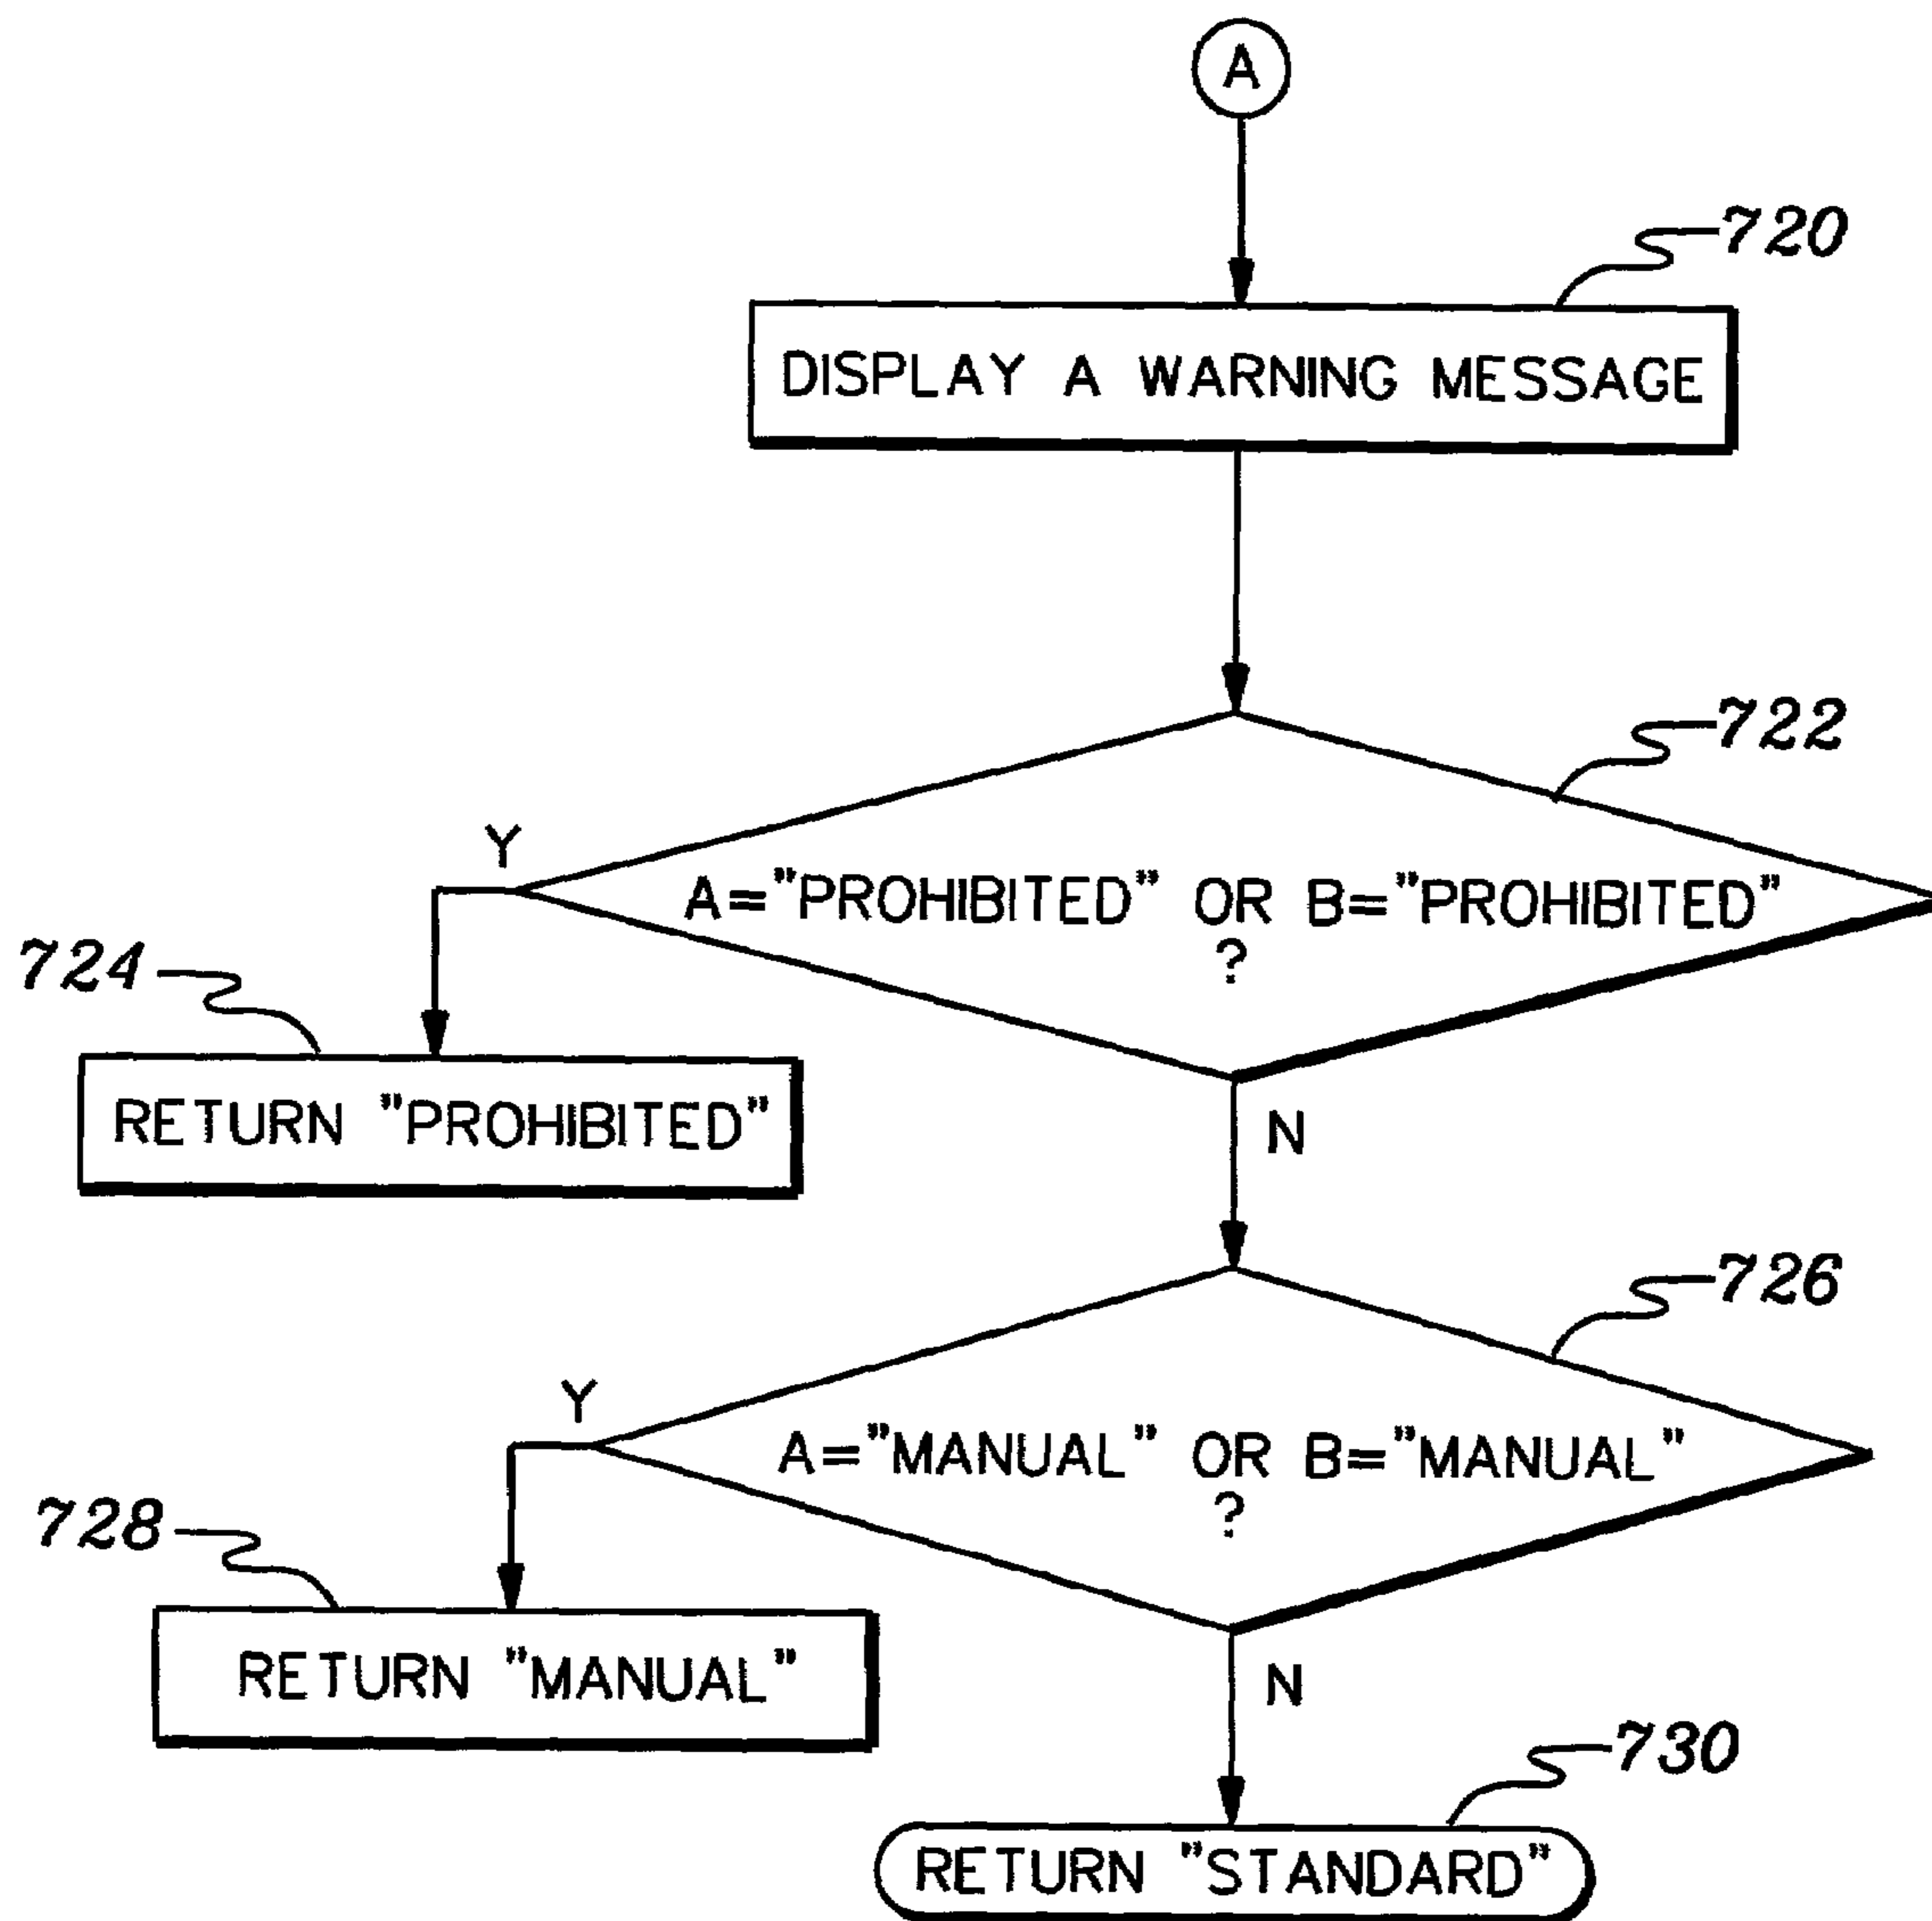 A
720
DISPLAY A WARNING MESSAGE
722
Y
A="PROHIBITED" OR B="PROHIBITED"
?
724
RETURN "PROHIBITED"
N
726
Y
A="MANUAL" OR B="MANUAL"
?
728
RETURN "MANUAL"
N
730
RETURN "STANDARD"